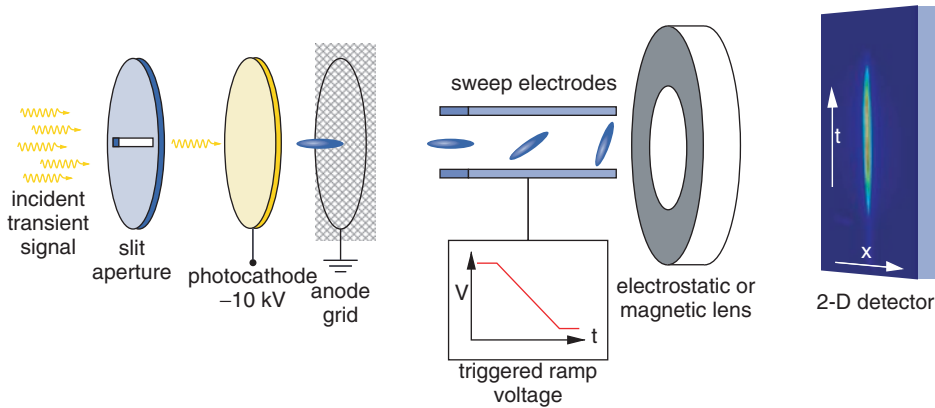 incident
transient
signal
slit
aperture
photocathode
–10 kV
anode
grid
sweep electrodes
V
t
triggered ramp
voltage
electrostatic or
magnetic lens
t
x
2-D detector